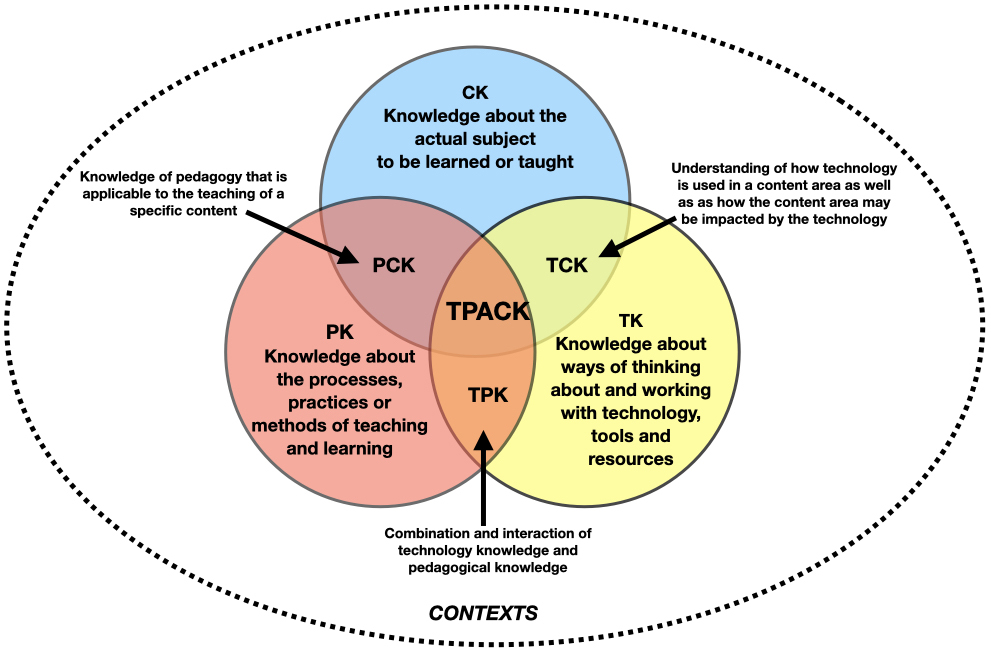 CK
Knowledge about the
actual subject
to be learned or taught
Knowledge of pedagogy that is
applicable to the teaching of a
specific content
Understanding of how technology
is used in a content area as well
as as how the content area may
be impacted by the technology
PCK
TCK
TPACK
PK
Knowledge about
the processes,
practices or
methods of teaching
and learning
TK
Knowledge about
ways of thinking
about and working
with technology,
tools and
resources
TPK
Combination and interaction of
technology knowledge and
pedagogical knowledge
CONTEXTS